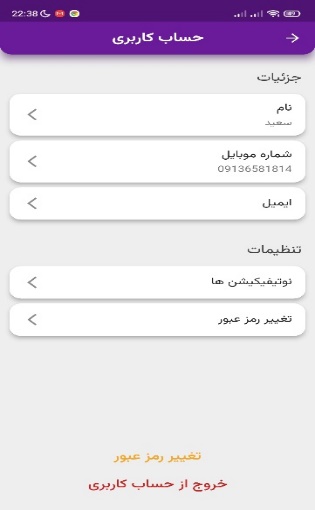 22:38
حساب کاربری
جزئیات
نام
سعید
شماره موبایل
09136581814
ایمیل
تنظیمات
نوتیفیکیشن ها
تغییر رمز عبور
تغییر رمز عبور
خروج از حساب کاربری